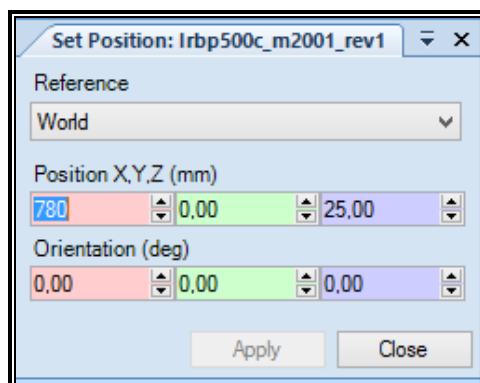 Set Position: Irbp500c_m2001_rev1
Reference
World
Position X,Y,Z (mm)
780 0,00 25,00
Orientation (deg)
0,00 0,00 0,00
Apply Close